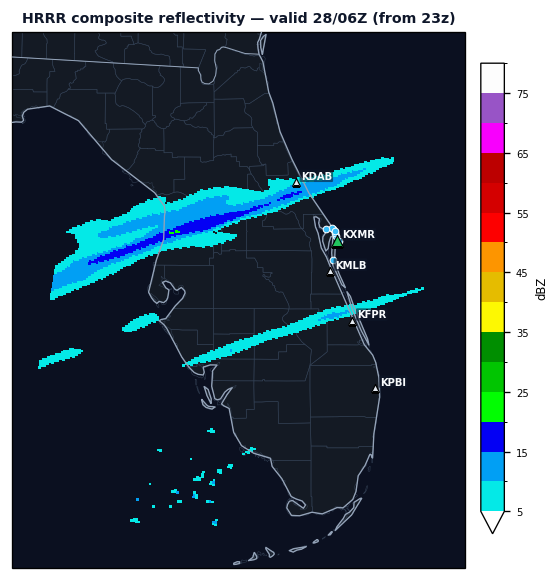 HRRR composite reflectivity — valid 28/06Z (from 23z)
KDAB
KXMR
KMLB
KFPR
KPBI
75
65
55
45
35
25
15
5
dBZ